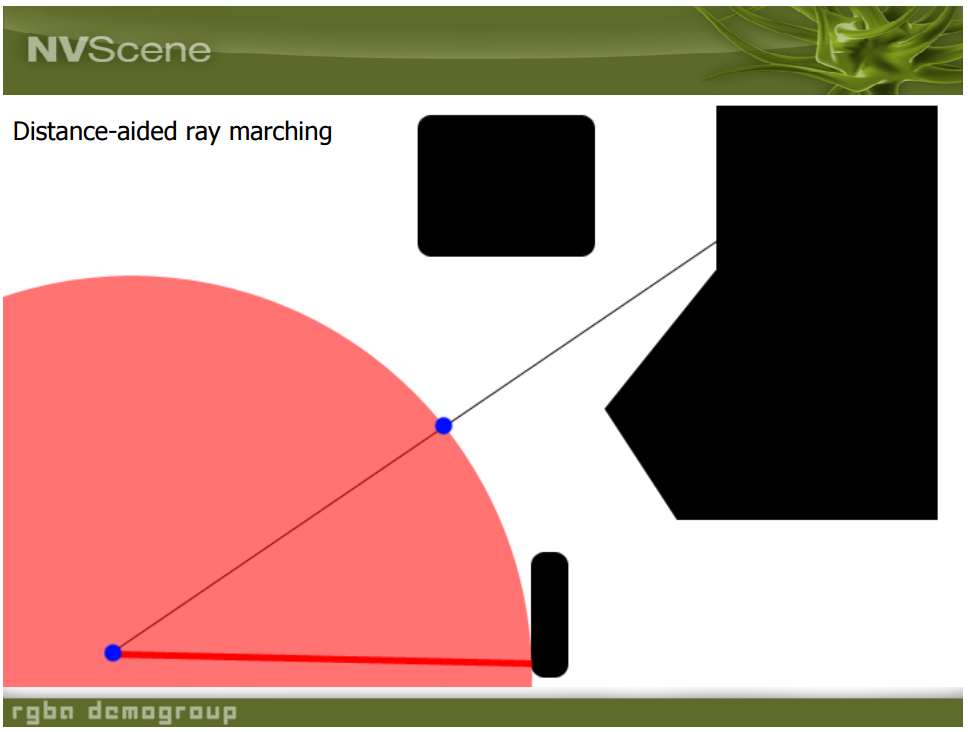 NVScene
Distance-aided ray marching
rgba demogroup